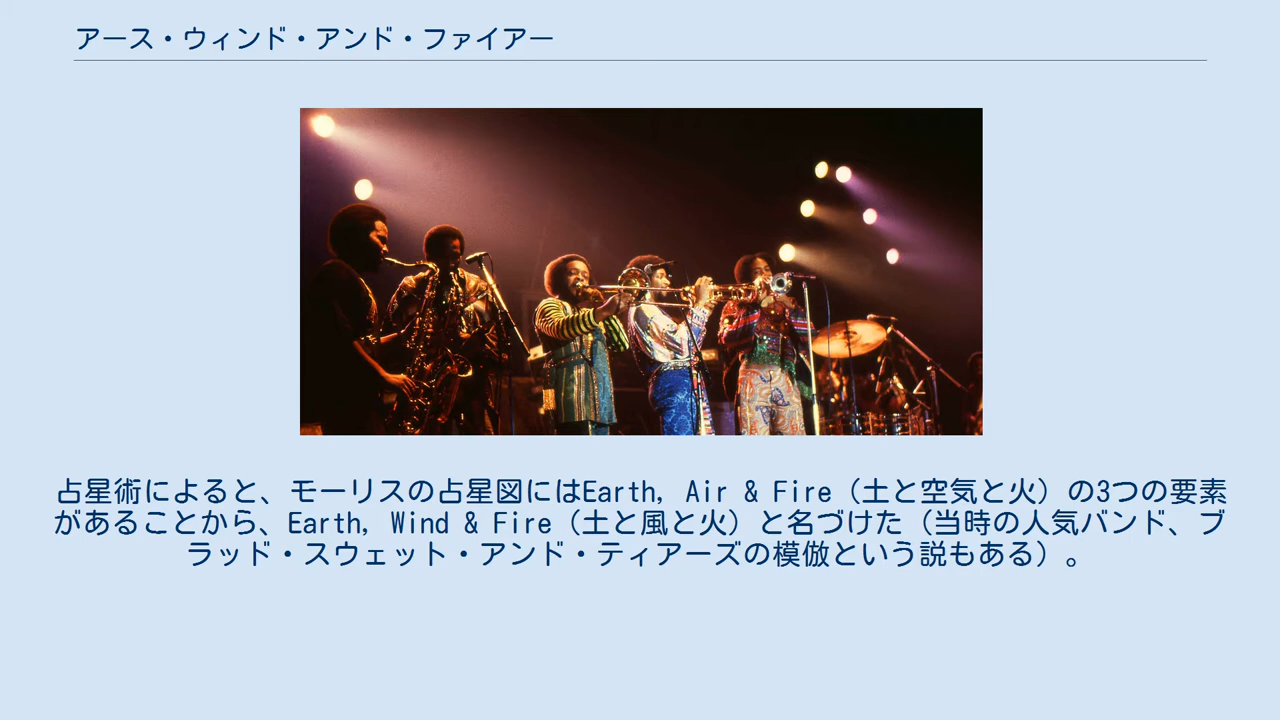 アース・ウィンド・アンド・ファイアー
占星術によると、モーリスの占星図にはEarth, Air & Fire（土と空気と火）の3つの要素
があることから、Earth, Wind & Fire（土と風と火）と名づけた（当時の人気バンド、ブ
ラッド・スウェット・アンド・ティアーズの模倣という説もある）。